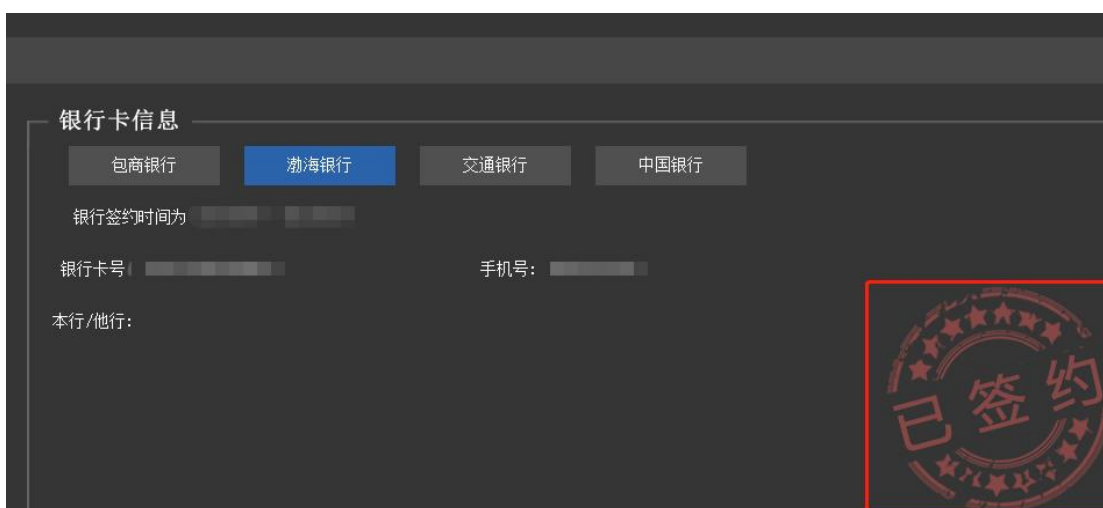 银行卡信息
包商银行 渤海银行 交通银行 中国银行
银行签约时间为
银行卡号 手机号：
本行/他行：
已签约